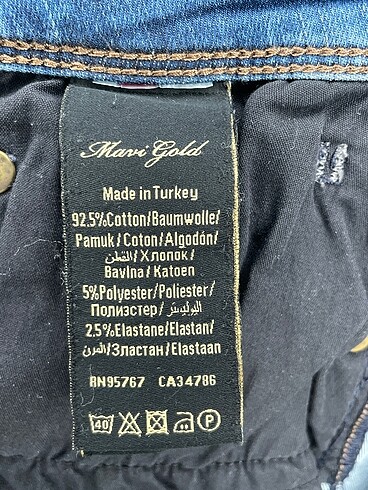 Mavi Gold
Made in Turkey
92.5%Cotton/Baumwolle/
Pamuk/Coton/Algodón/
القطن/Хлопок/
Bavlna/Katoen
5%Polyester/Poliester/
Полиэстер/البوليستر
2.5%Elastane/Elastan/
المرن/Эластан/Elastaan
RN95767 CA34786
40 P